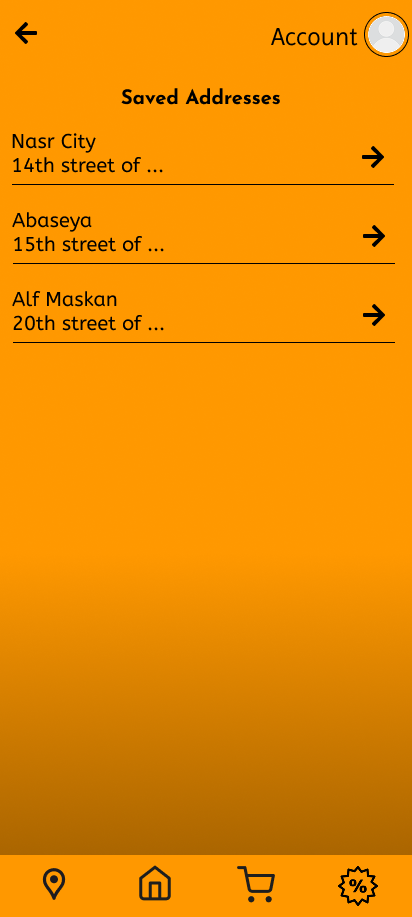 Account
Saved Addresses
Nasr City
14th street of ...
Abaseya
15th street of ...
Alf Maskan
20th street of ...
%